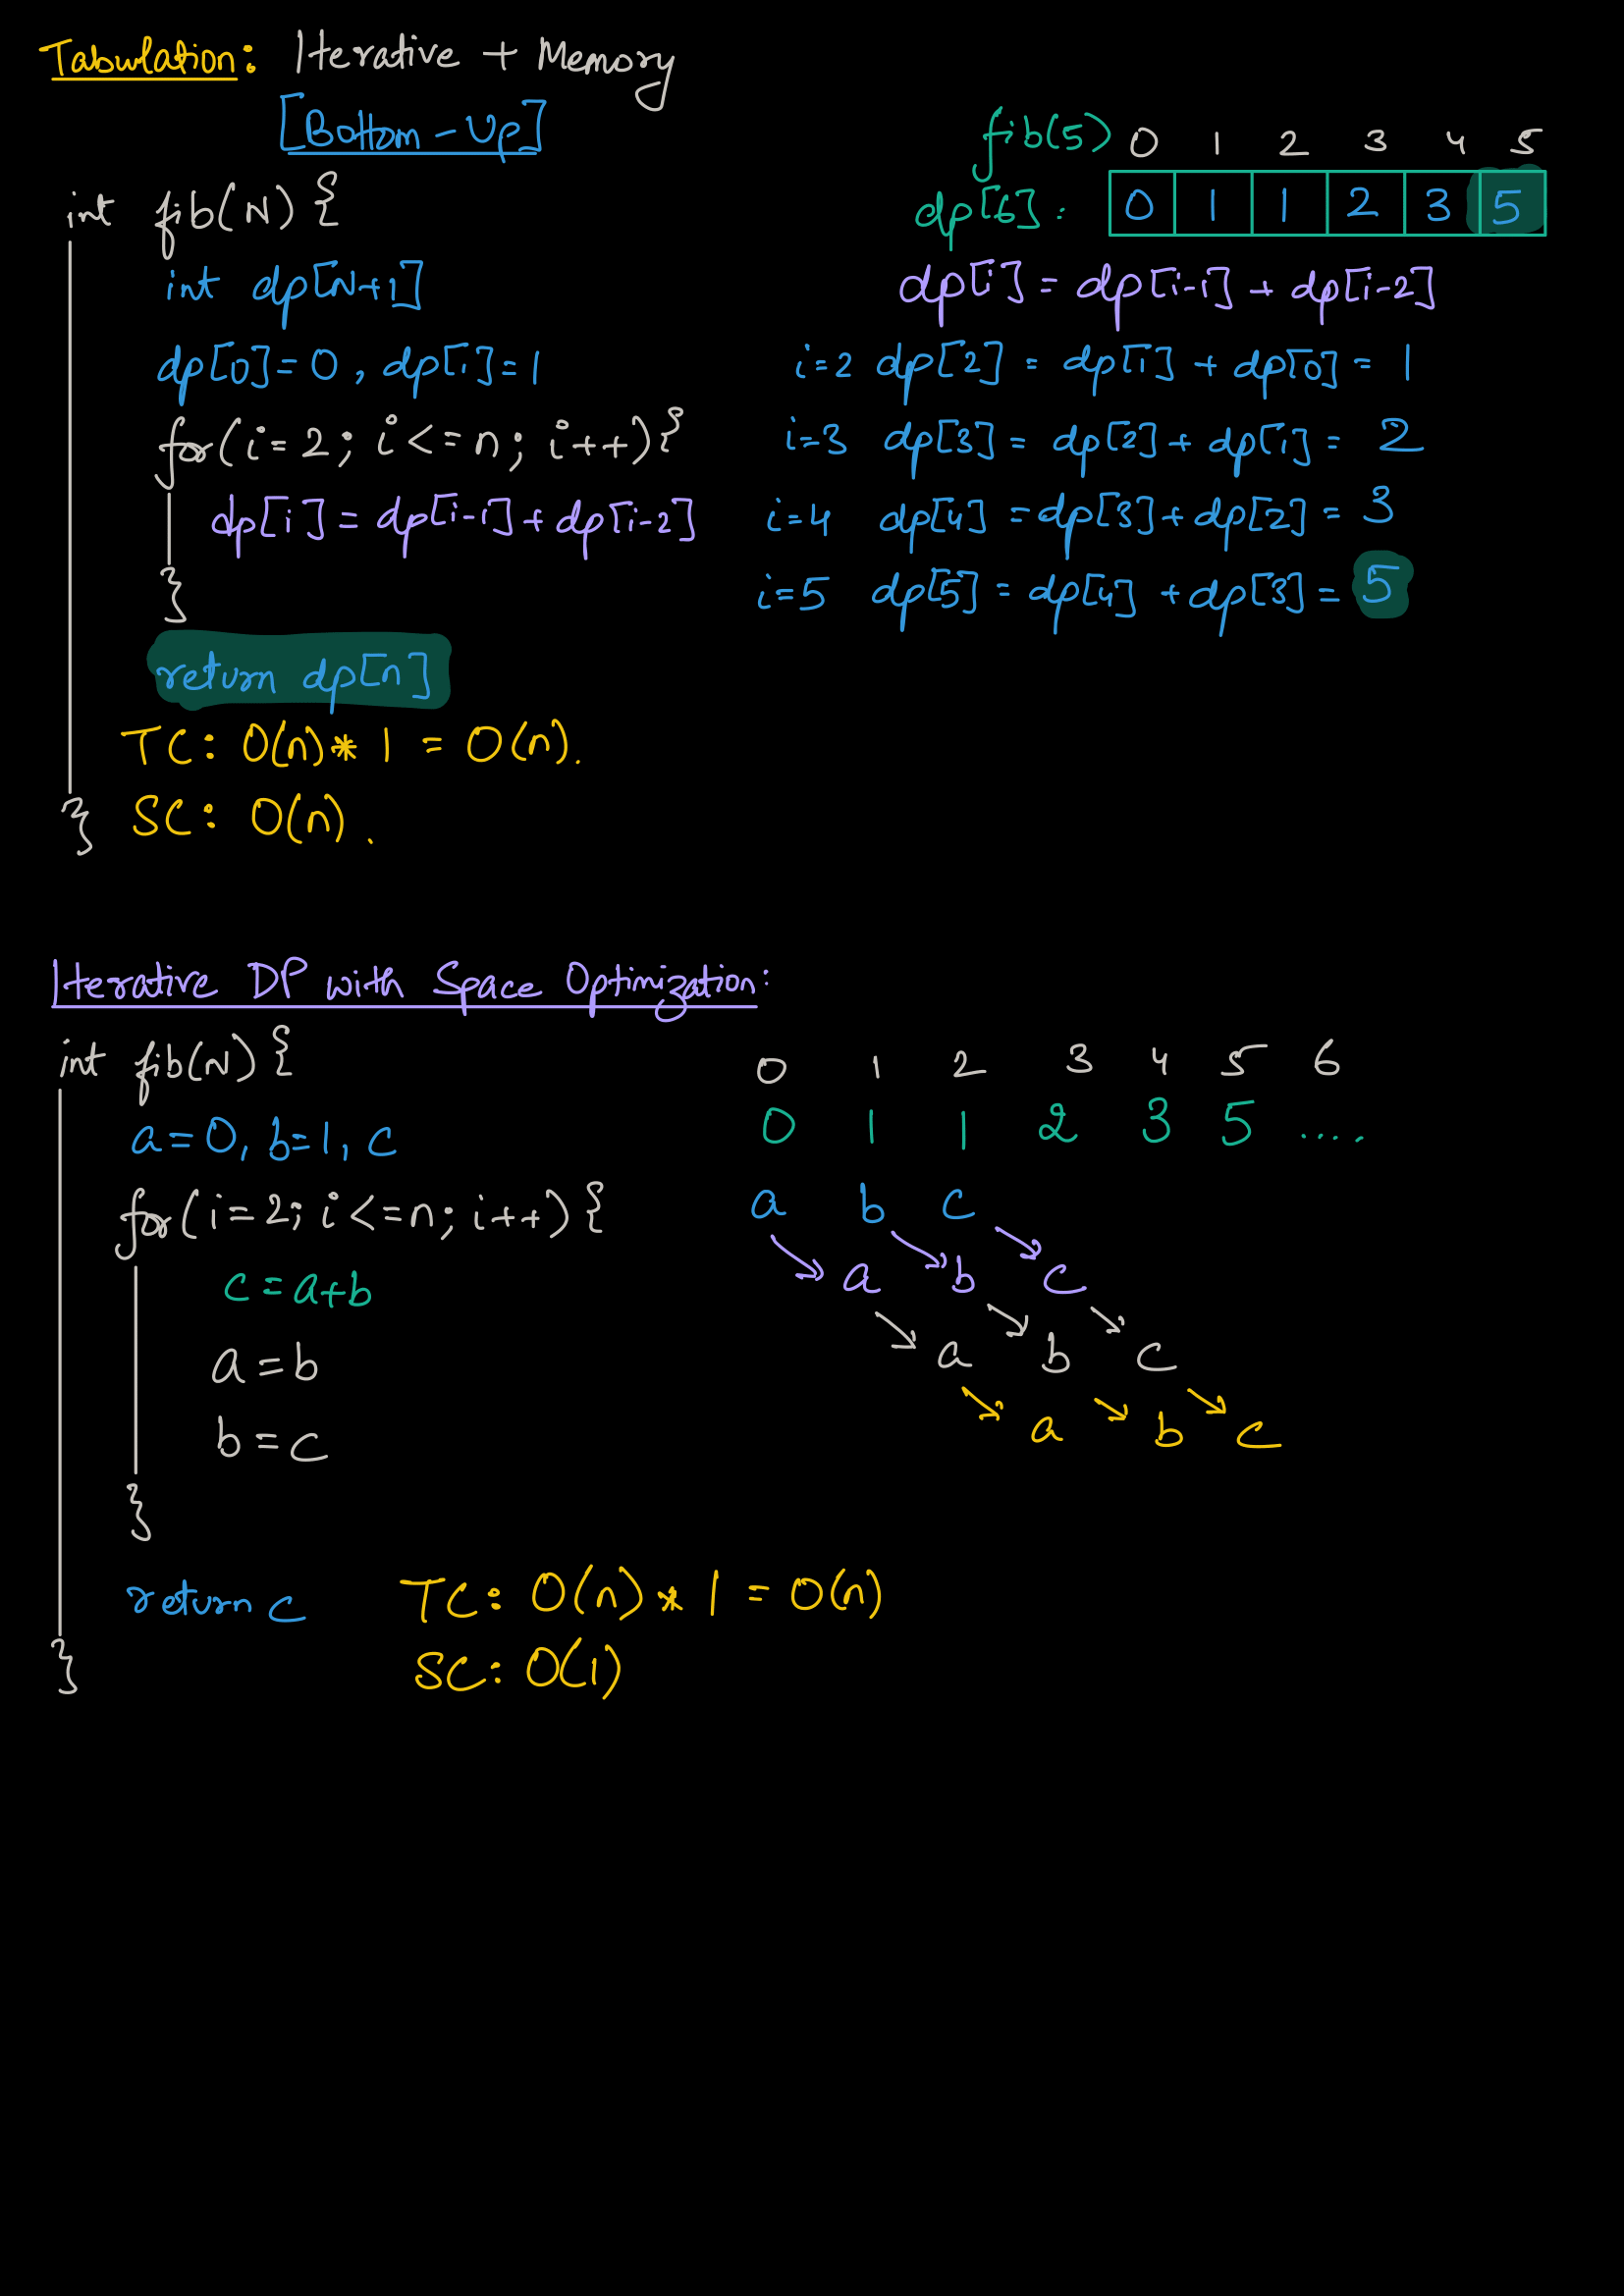 Tabulation: Iterative + Memory
[Bottom - Up]
int fib(N) {
int dp[N+1]
dp[0]=0, dp[1]=1
for(i=2; i<=n; i++){
dp[i] = dp[i-1] + dp[i-2]
}
return dp[n]
TC: O(n) * 1 = O(n).
} SC: O(n).
fib(5) 0 1 2 3 4 5
dp[6]: 0 1 1 2 3 5
dp[i] = dp[i-1] + dp[i-2]
i=2 dp[2] = dp[1] + dp[0] = 1
i=3 dp[3] = dp[2] + dp[1] = 2
i=4 dp[4] = dp[3] + dp[2] = 3
i=5 dp[5] = dp[4] + dp[3] = 5
Iterative DP with Space Optimization:
int fib(N) {
a=0, b=1, c
for(i=2; i<=n; i++) {
c = a+b
a = b
b = c
}
return c
}
TC: O(n) * 1 = O(n)
SC: O(1)
0 1 2 3 4 5 6
0 1 1 2 3 5 ....
a b c
a b c
a b c
a b c